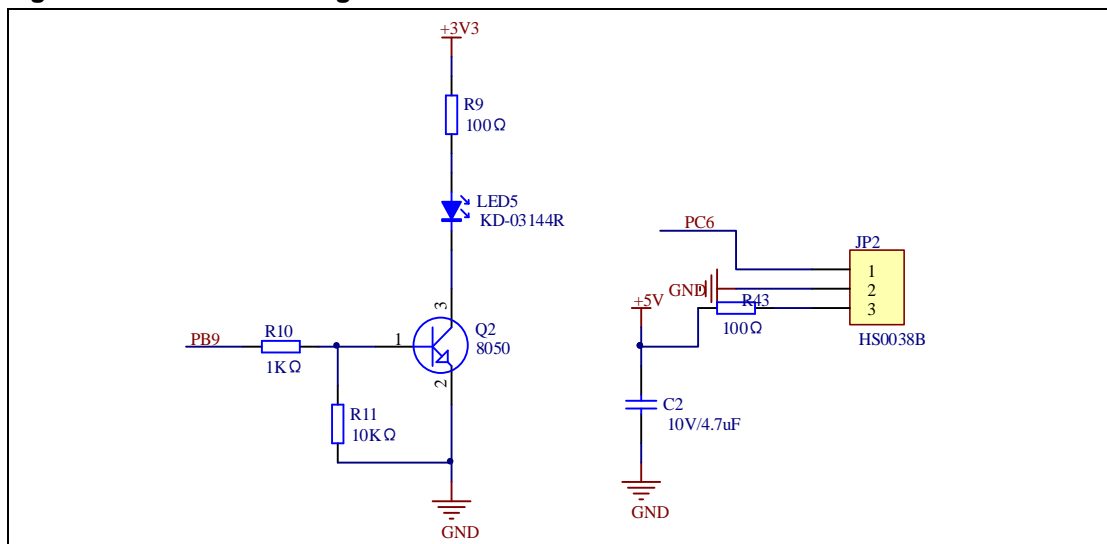 +3V3
R9
100Ω
LED5
KD-03144R
3
Q2
8050
1
2
PB9
R10
1KΩ
R11
10KΩ
GND
PC6
JP2
1
2
3
HS0038B
GND
+5V
R43
100Ω
C2
10V/4.7uF
GND